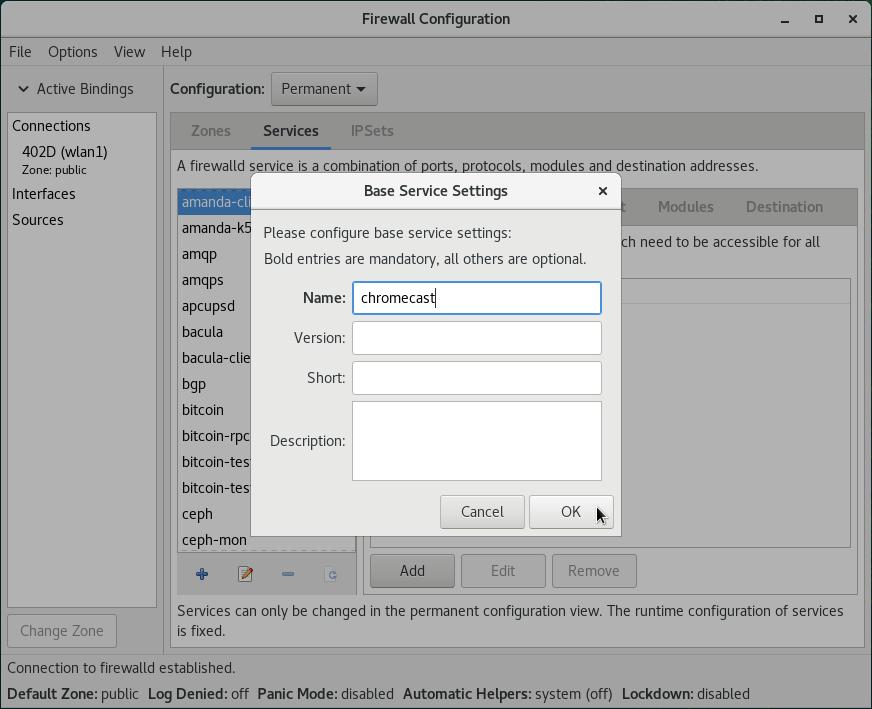 Firewall Configuration
File Options View Help
Active Bindings
Configuration: Permanent
Connections
402D (wlan1)
Zone: public
Interfaces
Sources
Change Zone
Zones Services IPSets
A firewalld service is a combination of ports, protocols, modules and destination addresses.
amanda-cli
amanda-k5
amqp
amqps
apcupsd
bacula
bacula-clie
bgp
bitcoin
bitcoin-rpc
bitcoin-tes
bitcoin-tes
ceph
ceph-mon
t Modules Destination
ch need to be accessible for all
Base Service Settings
Please configure base service settings:
Bold entries are mandatory, all others are optional.
Name: chromecast
Version:
Short:
Description:
Cancel OK
Add Edit Remove
Services can only be changed in the permanent configuration view. The runtime configuration of services
is fixed.
Connection to firewalld established.
Default Zone: public Log Denied: off Panic Mode: disabled Automatic Helpers: system (off) Lockdown: disabled